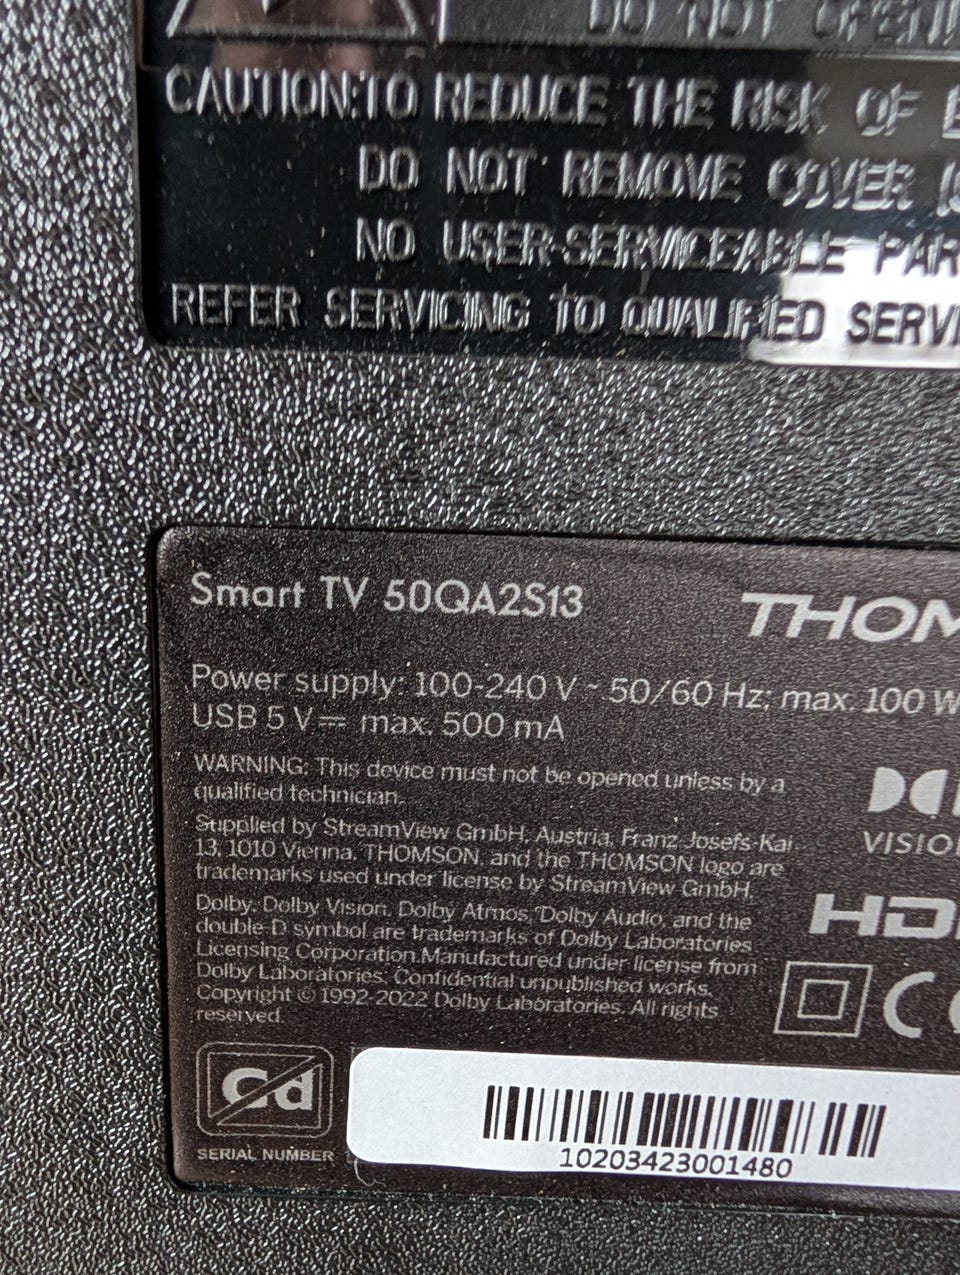 DO NOT OPEN
CAUTION:TO REDUCE THE RISK OF
DO NOT REMOVE COVER
NO USER-SERVICEABLE PAR
REFER SERVICING TO QUALIFIED SERVI
Smart TV 50QA2S13
THOM
Power supply: 100-240 V ~ 50/60 Hz; max. 100 W
USB 5 V⎓ max. 500 mA
WARNING: This device must not be opened unless by a
qualified technician.
Supplied by StreamView GmbH, Austria, Franz-Josefs-Kai
13, 1010 Vienna. THOMSON, and the THOMSON logo are
trademarks used under license by StreamView GmbH.
VISION
Dolby, Dolby Vision, Dolby Atmos, Dolby Audio, and the
double D symbol are trademarks of Dolby Laboratories
Licensing Corporation.Manufactured under license from
Dolby Laboratories. Confidential unpublished works.
Copyright © 1992-2022 Dolby Laboratories. All rights
reserved.
HD
CE
Cd
SERIAL NUMBER
10203423001480